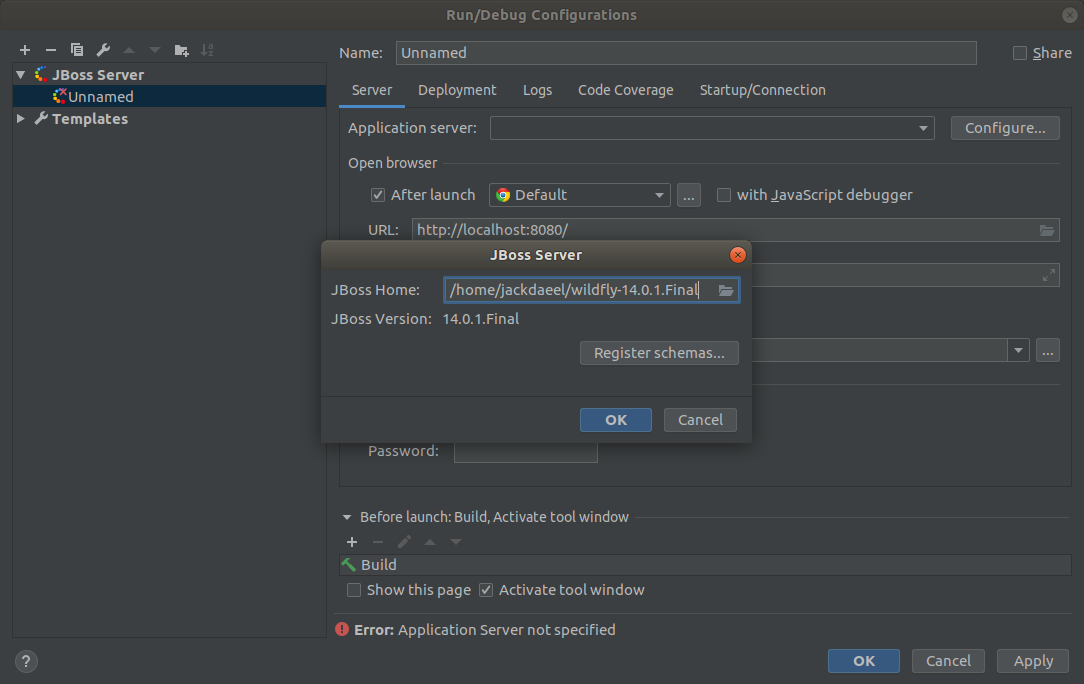 Run/Debug Configurations
Name: Unnamed Share
JBoss Server
Unnamed
Templates
Server Deployment Logs Code Coverage Startup/Connection
Application server: Configure...
Open browser
After launch Default ... with JavaScript debugger
URL: http://localhost:8080/
JBoss Server
JBoss Home: /home/jackdaeel/wildfly-14.0.1.Final
JBoss Version: 14.0.1.Final
Register schemas...
...
OK Cancel
Password:
Before launch: Build, Activate tool window
Build
Show this page Activate tool window
Error: Application Server not specified
? OK Cancel Apply